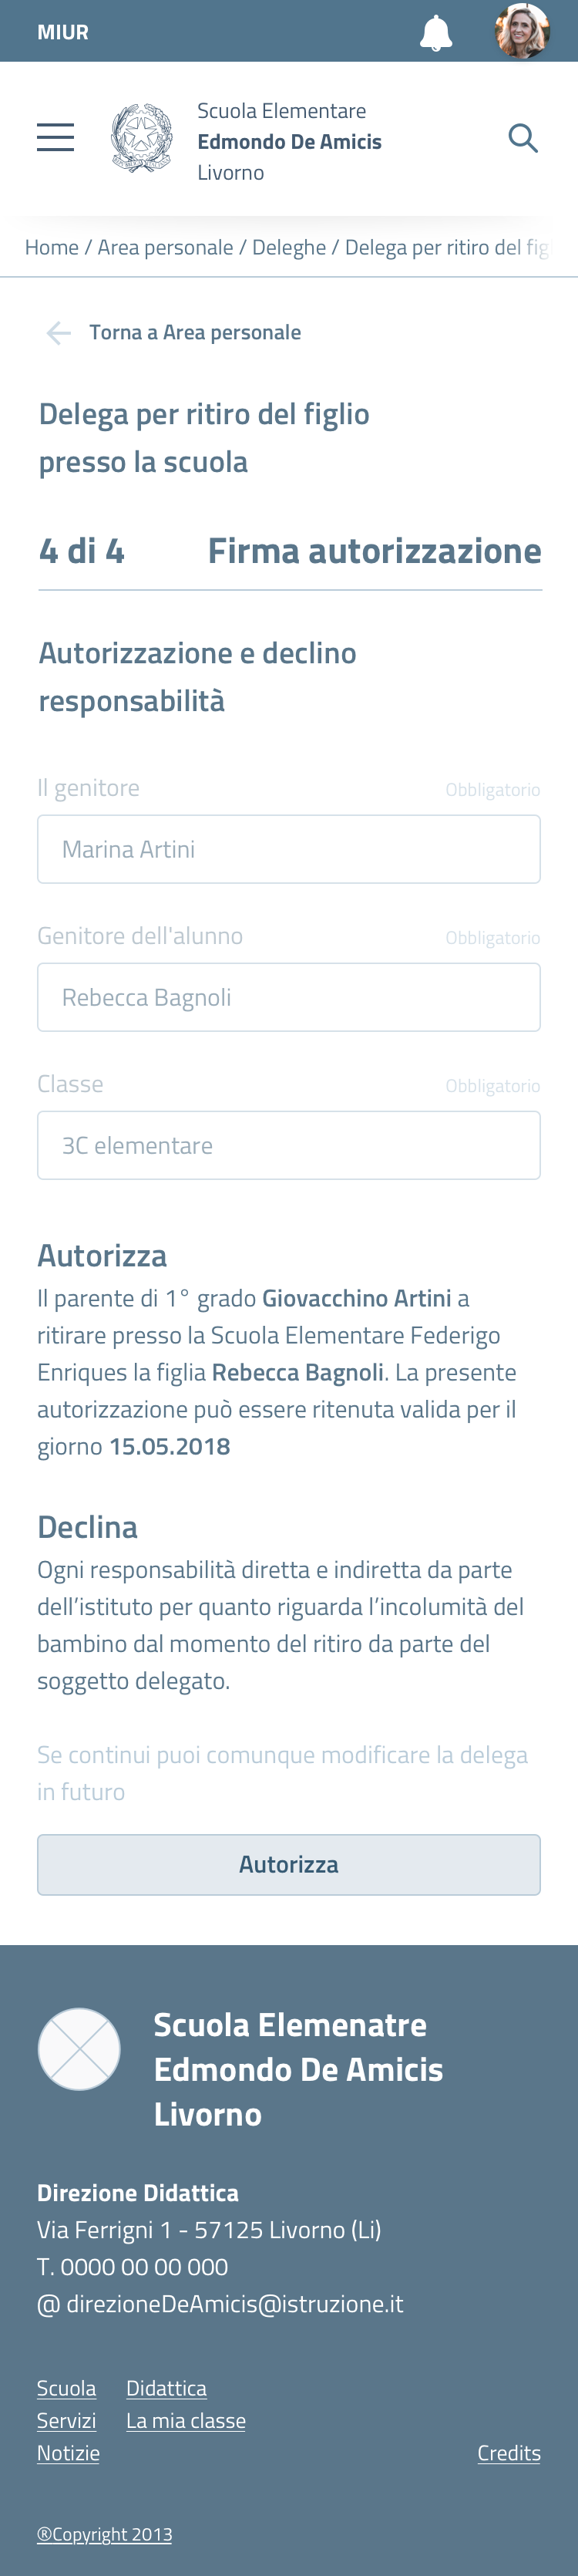 MIUR
Scuola Elementare
Edmondo De Amicis
Livorno
Home / Area personale / Deleghe / Delega per ritiro del fig
Torna a Area personale
Delega per ritiro del figlio
presso la scuola
4 di 4 Firma autorizzazione
Autorizzazione e declino
responsabilità
Il genitore Obbligatorio
Marina Artini
Genitore dell'alunno Obbligatorio
Rebecca Bagnoli
Classe Obbligatorio
3C elementare
Autorizza
Il parente di 1° grado Giovacchino Artini a
ritirare presso la Scuola Elementare Federigo
Enriques la figlia Rebecca Bagnoli. La presente
autorizzazione può essere ritenuta valida per il
giorno 15.05.2018
Declina
Ogni responsabilità diretta e indiretta da parte
dell’istituto per quanto riguarda l’incolumità del
bambino dal momento del ritiro da parte del
soggetto delegato.
Se continui puoi comunque modificare la delega
in futuro
Autorizza
Scuola Elemenatre
Edmondo De Amicis
Livorno
Direzione Didattica
Via Ferrigni 1 - 57125 Livorno (Li)
T. 0000 00 00 000
@ direzioneDeAmicis@istruzione.it
Scuola Didattica
Servizi La mia classe
Notizie Credits
®Copyright 2013